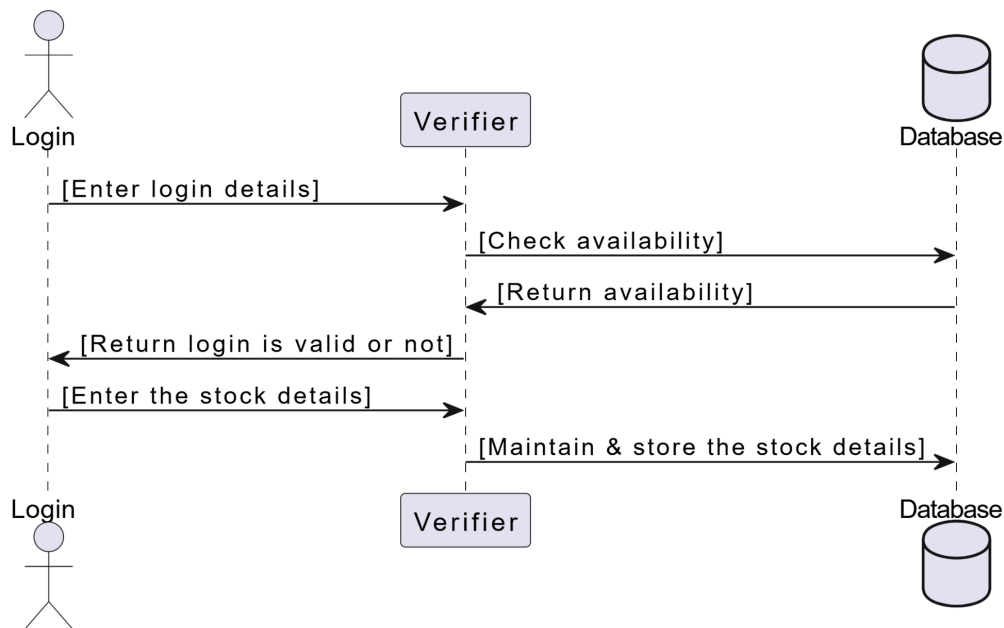 Login
Verifier
Database
[Enter login details]
[Check availability]
[Return availability]
[Return login is valid or not]
[Enter the stock details]
[Maintain & store the stock details]
Login
Verifier
Database